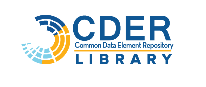 CDER
Common Data Element Repository
LIBRARY